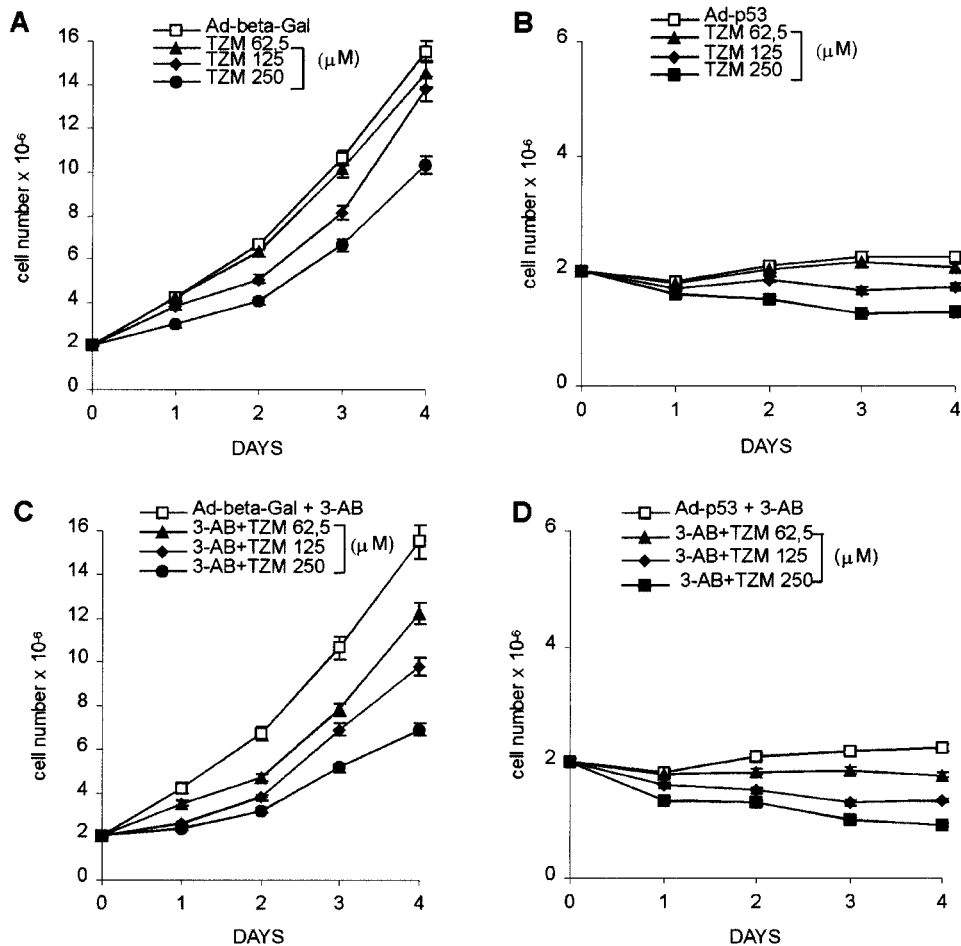 A
Ad-beta-Gal
TZM 62,5
TZM 125
TZM 250
(μM)
16
14
12
10
8
6
4
2
0
cell number x 10-6
0 1 2 3 4
DAYS
B
Ad-p53
TZM 62,5
TZM 125
TZM 250
(μM)
6
4
2
0
cell number x 10-6
0 1 2 3 4
DAYS
C
Ad-beta-Gal + 3-AB
3-AB+TZM 62,5
3-AB+TZM 125
3-AB+TZM 250
(μ M)
16
14
12
10
8
6
4
2
0
cell number x 10-6
0 1 2 3 4
DAYS
D
Ad-p53 + 3-AB
3-AB+TZM 62,5
3-AB+TZM 125
3-AB+TZM 250
(μM)
6
4
2
0
cell number x 10-6
0 1 2 3 4
DAYS